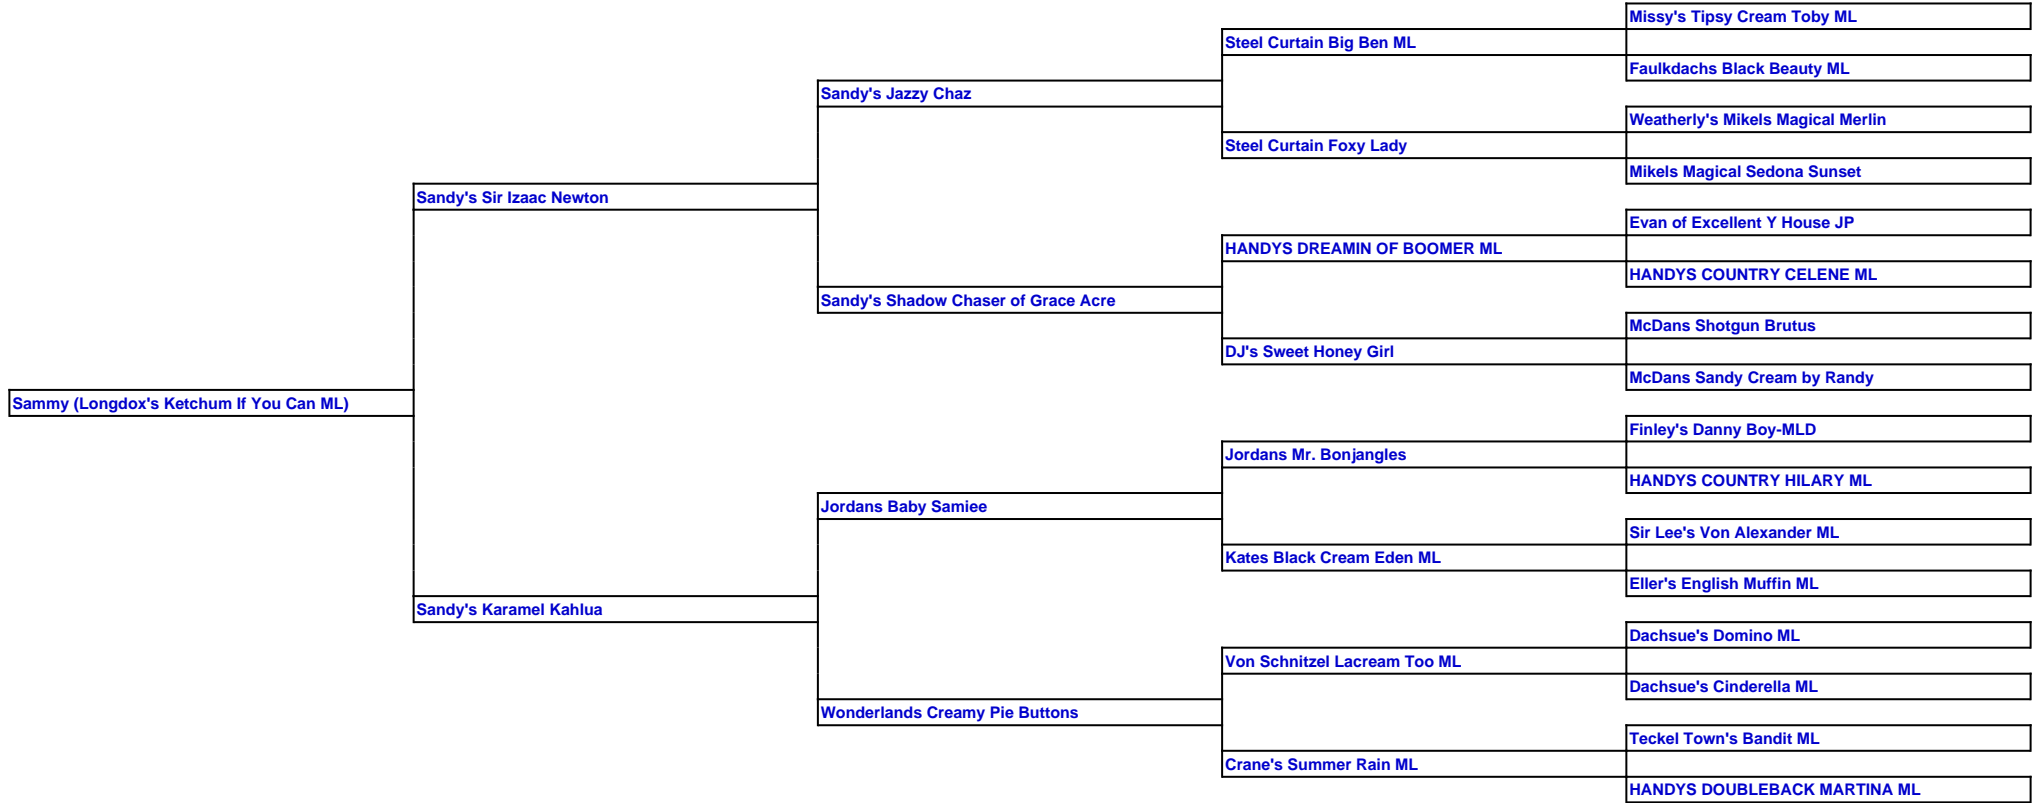 Missy's Tipsy Cream Toby ML
Steel Curtain Big Ben ML
Faulkdachs Black Beauty ML
Sandy's Jazzy Chaz
Weatherly's Mikels Magical Merlin
Steel Curtain Foxy Lady
Mikels Magical Sedona Sunset
Sandy's Sir Izaac Newton
Evan of Excellent Y House JP
HANDYS DREAMIN OF BOOMER ML
HANDYS COUNTRY CELENE ML
Sandy's Shadow Chaser of Grace Acre
McDans Shotgun Brutus
DJ's Sweet Honey Girl
McDans Sandy Cream by Randy
Sammy (Longdox's Ketchum If You Can ML)
Finley's Danny Boy-MLD
Jordans Mr. Bonjangles
HANDYS COUNTRY HILARY ML
Jordans Baby Samiee
Sir Lee's Von Alexander ML
Kates Black Cream Eden ML
Eller's English Muffin ML
Sandy's Karamel Kahlua
Dachsue's Domino ML
Von Schnitzel Lacream Too ML
Dachsue's Cinderella ML
Wonderlands Creamy Pie Buttons
Teckel Town's Bandit ML
Crane's Summer Rain ML
HANDYS DOUBLEBACK MARTINA ML